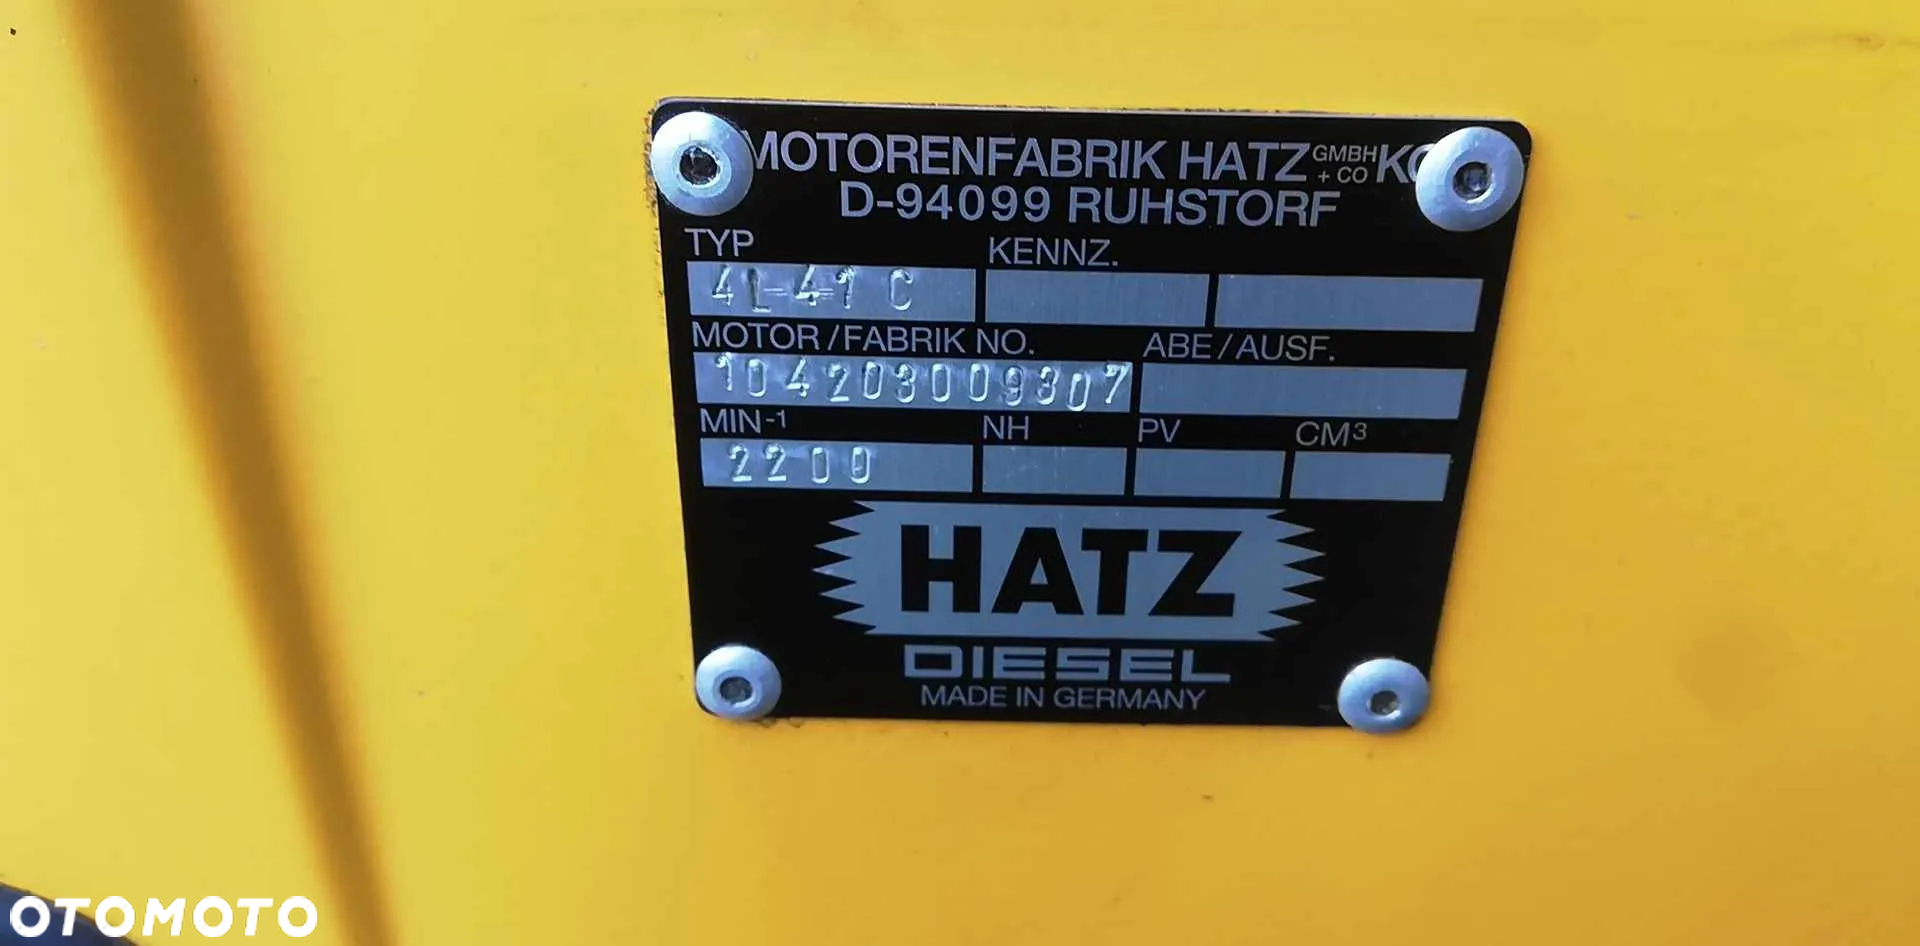 MOTORENFABRIK HATZ GMBH + CO KG
D-94099 RUHSTORF
TYP KENNZ.
4L41C
MOTOR/FABRIK NO. ABE/AUSF.
104203009307
MIN-1 NH PV CM3
2200
HATZ
DIESEL
MADE IN GERMANY
OTOMOTO